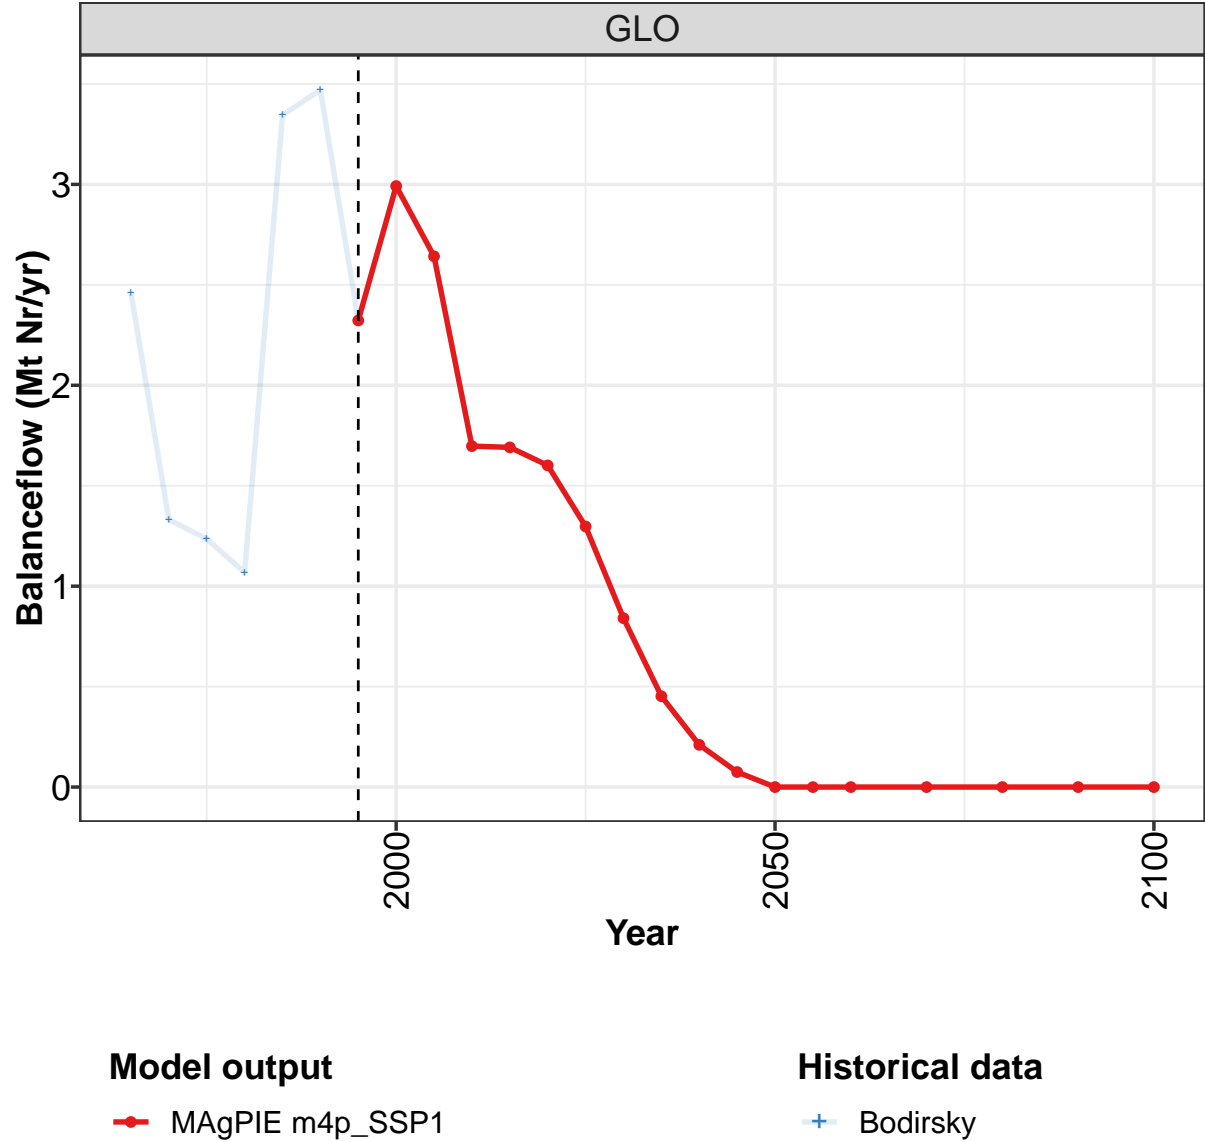 GLO
Balanceflow (Mt Nr/yr)
3
2
1
0
2000
2050
2100
Year
Model output
MAgPIE m4p_SSP1
Historical data
Bodirsky